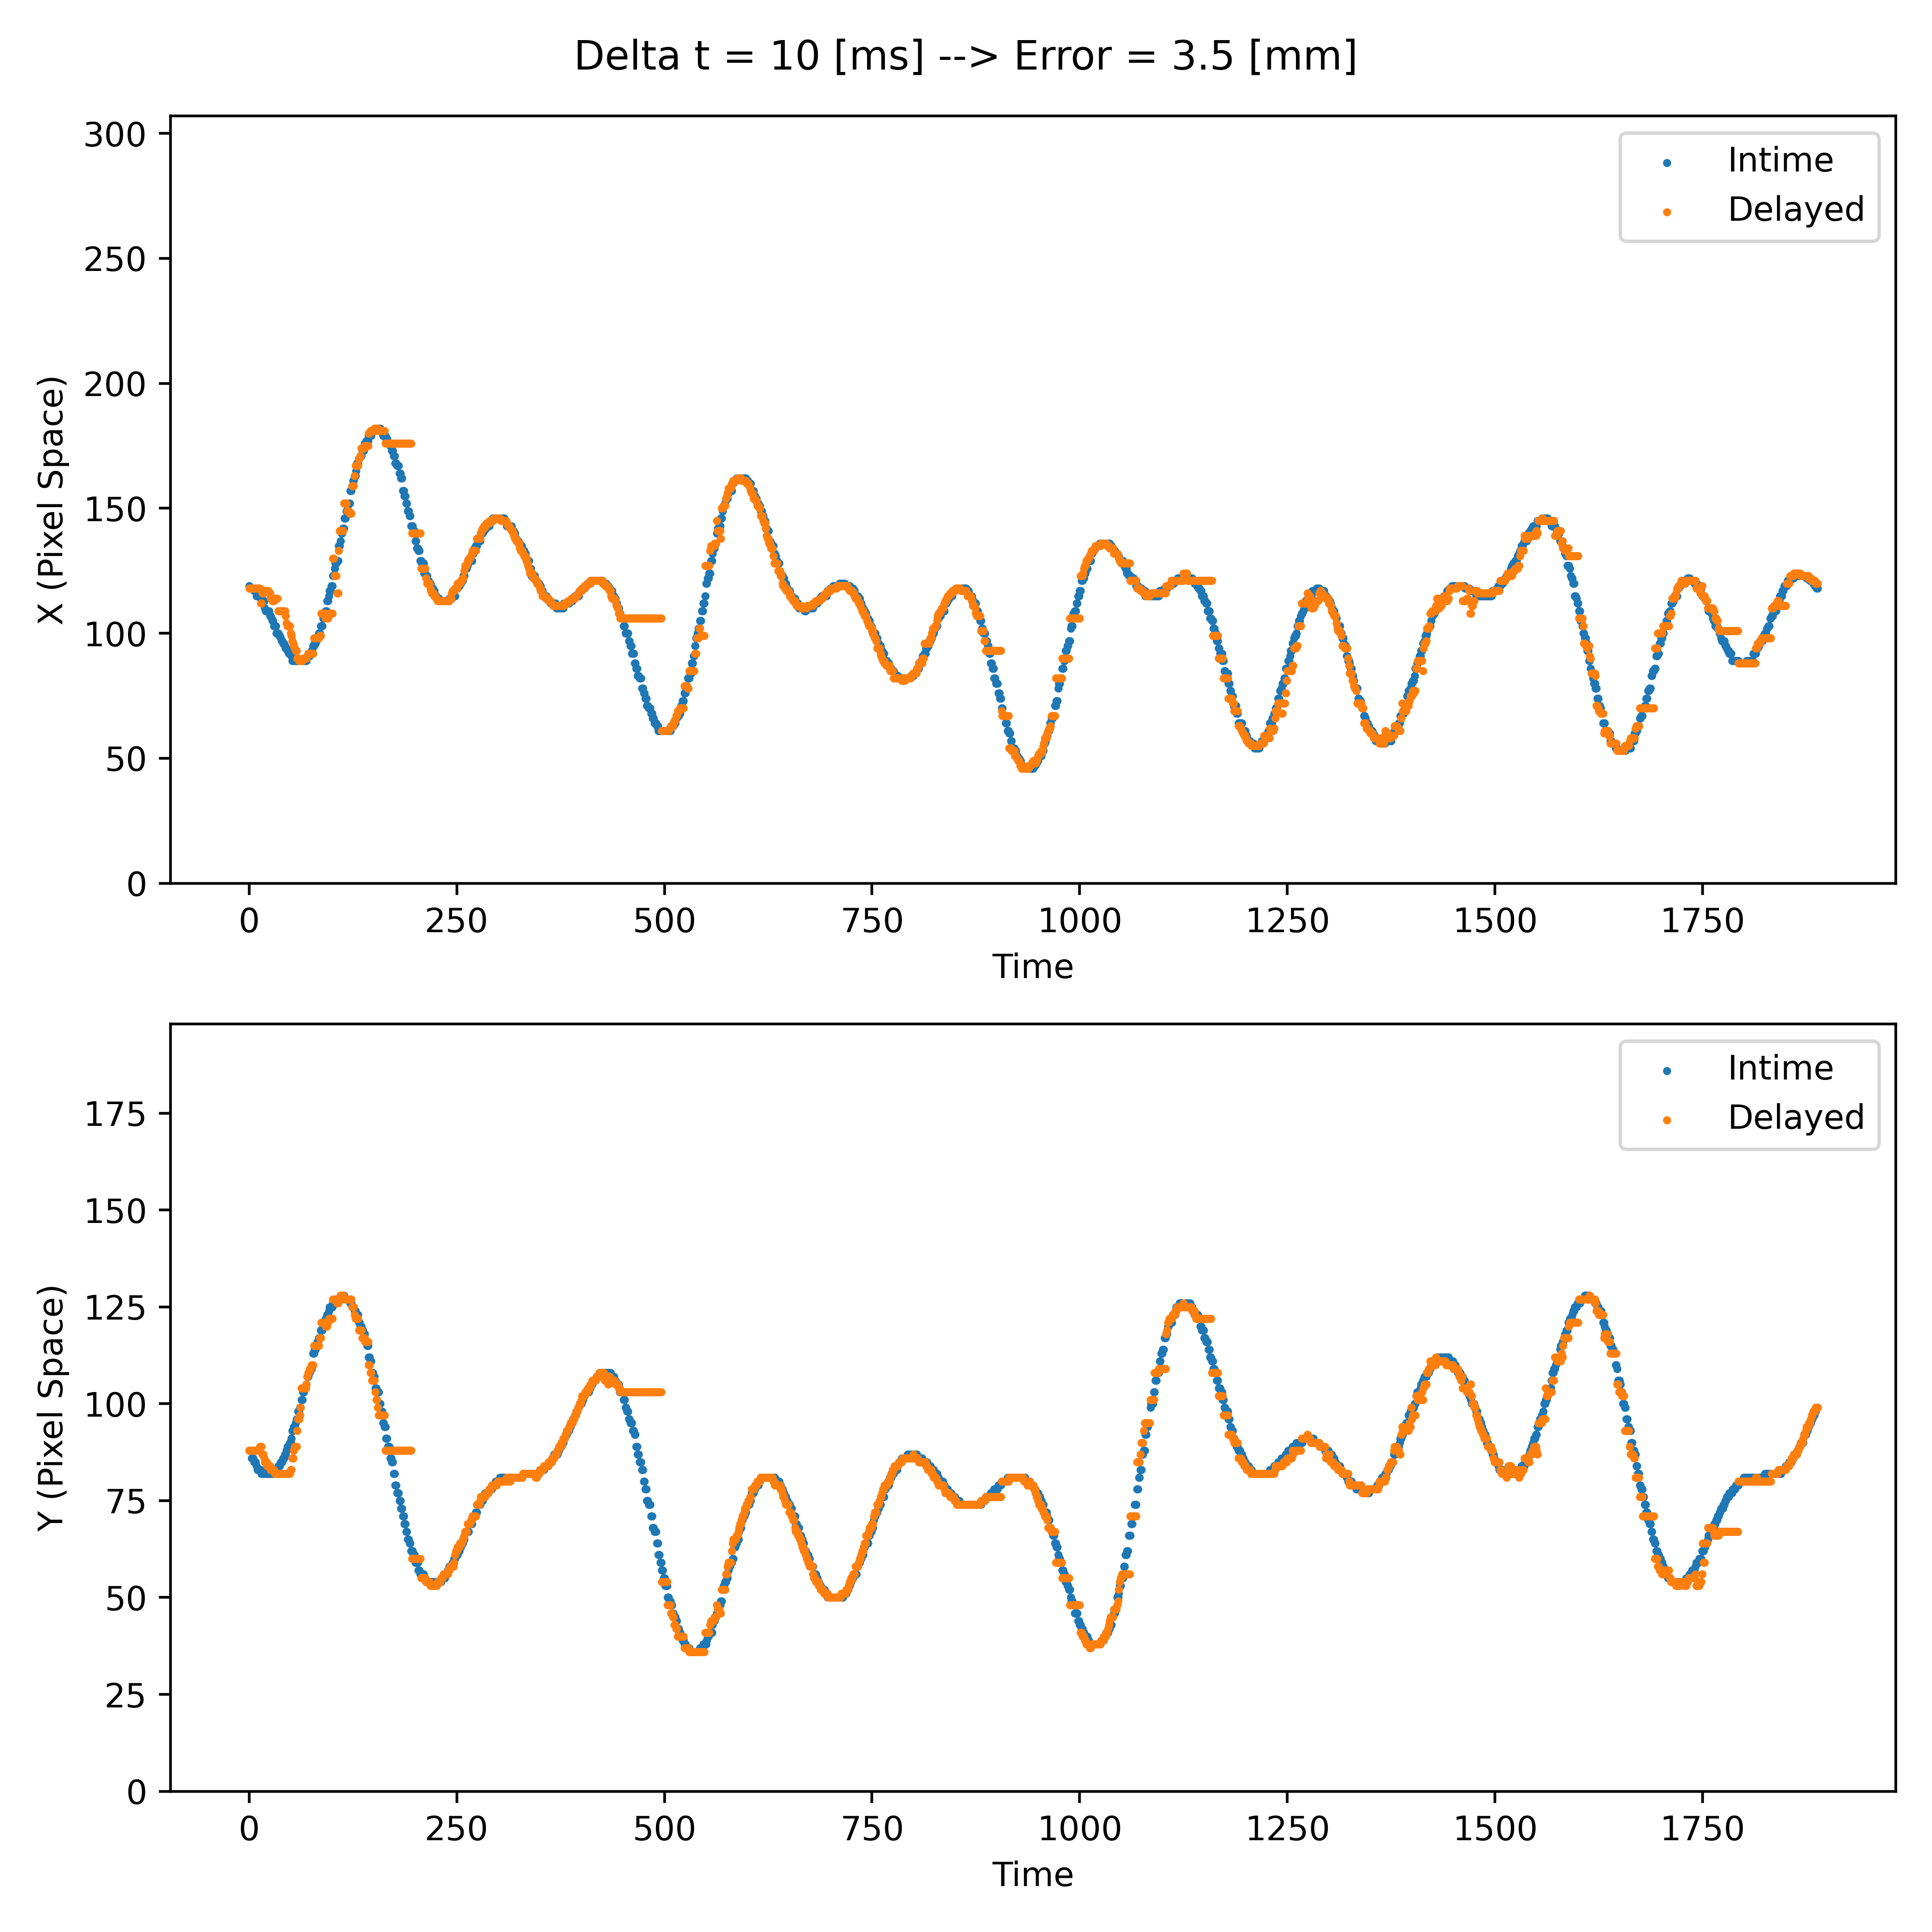 Delta t = 10 [ms] --> Error = 3.5 [mm]
300
250
200
150
100
50
0
X (Pixel Space)
Intime
Delayed
0 250 500 750 1000 1250 1500 1750
Time
175
150
125
100
75
50
25
0
Y (Pixel Space)
Intime
Delayed
0 250 500 750 1000 1250 1500 1750
Time